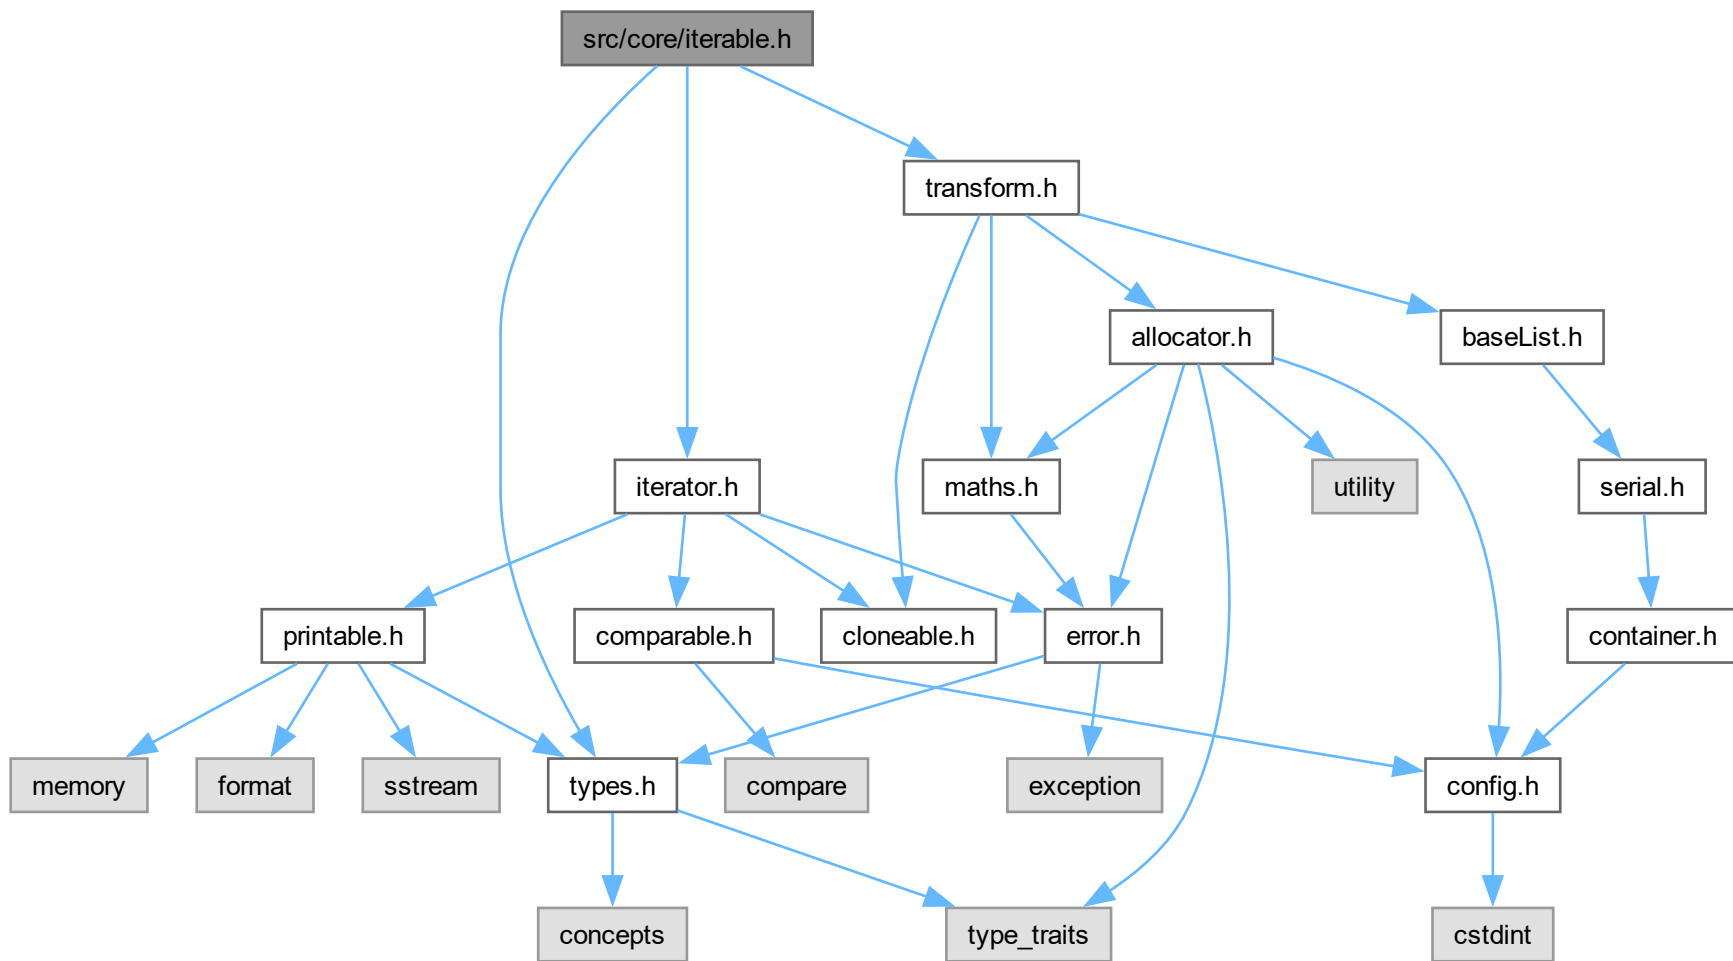 src/core/iterable.h
transform.h
allocator.h
baseList.h
iterator.h
maths.h
utility
serial.h
printable.h
comparable.h
cloneable.h
error.h
container.h
memory
format
sstream
types.h
compare
exception
config.h
concepts
type_traits
cstdint